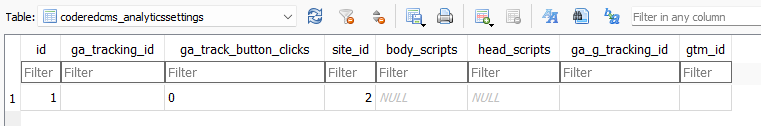 Table: coderedcms_analyticssettings Filter in any column
id ga_tracking_id ga_track_button_clicks site_id body_scripts head_scripts ga_g_tracking_id gtm_id
Filter Filter Filter Filter Filter Filter Filter Filter
1 1 0 2 NULL NULL